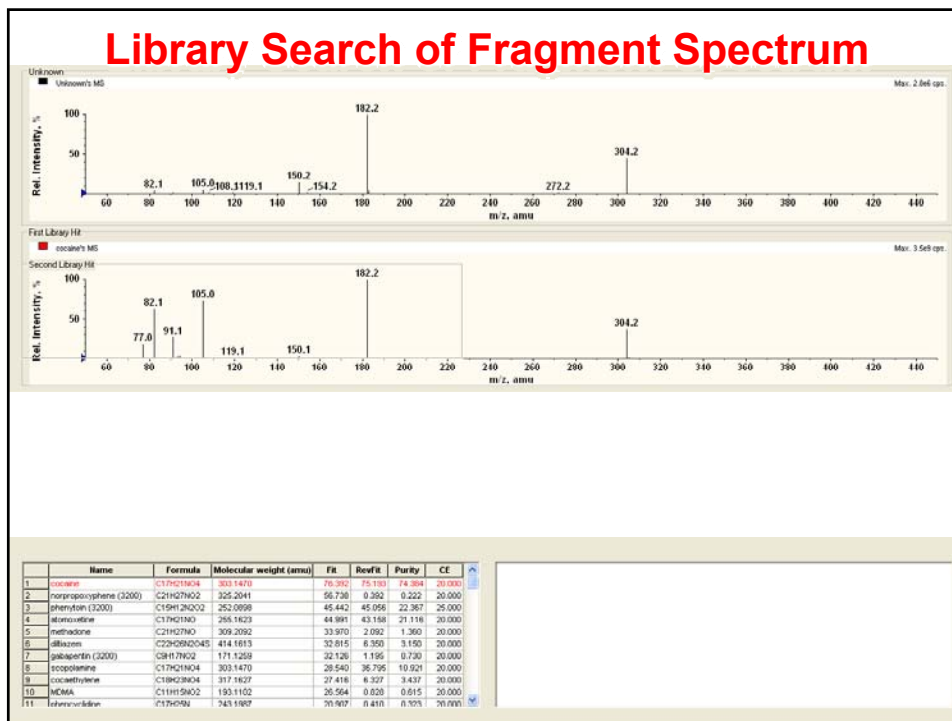 Library Search of Fragment Spectrum
Unknown
Unknown's MS Max. 2.8e6 cps.
Rel. Intensity, %
100
50
82.1 105.0 108.1 119.1 150.2 154.2 182.2 272.2 304.2
60 80 100 120 140 160 180 200 220 240 260 280 300 320 340 360 380 400 420 440
m/z, amu
First Library Hit
cocaine's MS Max. 3.5e9 cps.
Second Library Hit
Rel. Intensity, %
100
50
77.0 82.1 91.1 105.0 119.1 150.1 182.2 304.2
60 80 100 120 140 160 180 200 220 240 260 280 300 320 340 360 380 400 420 440
m/z, amu
Name Formula Molecular weight (amu) Fit RevFit Purity CE
1 cocaine C17H21NO4 303.1470 76.392 75.193 74.384 20.000
2 norpropoxyphene (3200) C21H27NO2 325.2041 56.738 0.392 0.222 20.000
3 phenytoin (3200) C15H12N2O2 252.0898 45.442 45.056 22.367 25.000
4 atomoxetine C17H21NO 255.1623 44.991 43.158 21.116 20.000
5 methadone C21H27NO 309.2092 33.970 2.092 1.360 20.000
6 diltiazem C22H26N2O4S 414.1613 32.815 6.350 3.150 20.000
7 gabapentin (3200) C9H17NO2 171.1259 32.126 1.195 0.730 20.000
8 scopolamine C17H21NO4 303.1470 28.540 36.795 10.921 20.000
9 cocaethylene C18H23NO4 317.1627 27.416 6.327 3.437 20.000
10 MDMA C11H15NO2 193.1102 26.564 0.828 0.615 20.000
11 phencyclidine C17H25N 243.1987 20.907 0.410 0.323 20.000